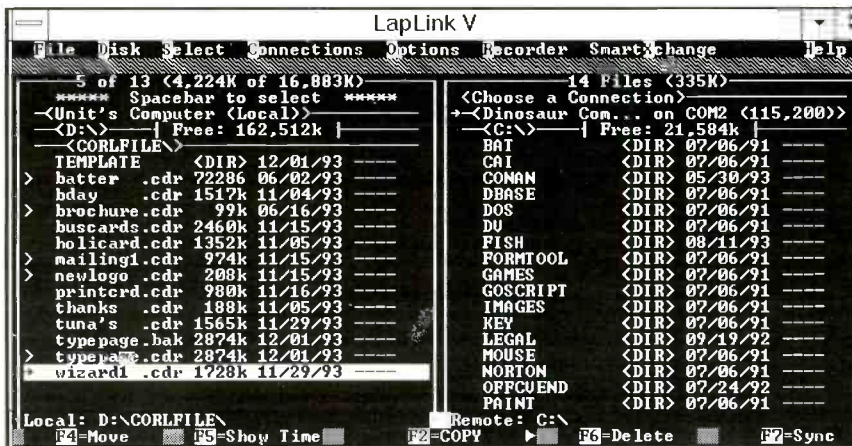 LapLink V
File Disk Select Connections Options Recorder SmartXchange Help
5 of 13 (4,224K of 16,883K)
***** Spacebar to select *****
<Unit's Computer (Local)>
<D:\> Free: 162,512k
<CORLFILE\>
TEMPLATE <DIR> 12/01/93 ----
> batter .cdr 72286 06/02/93 ----
bday .cdr 1517k 11/04/93 ----
> brochure.cdr 99k 06/16/93 ----
buscards.cdr 2460k 11/15/93 ----
holicard.cdr 1352k 11/05/93 ----
> mailing1.cdr 974k 11/15/93 ----
> newlogo .cdr 208k 11/15/93 ----
printcrd.cdr 980k 11/16/93 ----
thanks .cdr 188k 11/05/93 ----
tuna's .cdr 1565k 11/29/93 ----
typepage.bak 2874k 12/01/93 ----
> typepage.cdr 2874k 12/01/93 ----
wizard1 .cdr 1728k 11/29/93 ----
Local: D:\CORLFILE\
14 Files (335K)
<Choose a Connection>
<Dinosaur Com... on COM2 (115,200)>
<C:\> Free: 21,584k
BAT <DIR> 07/06/91 ----
CAI <DIR> 07/06/91 ----
CONAN <DIR> 05/30/93 ----
DBASE <DIR> 07/06/91 ----
DOS <DIR> 07/06/91 ----
DV <DIR> 07/06/91 ----
FISH <DIR> 08/11/93 ----
FORMTOOL <DIR> 07/06/91 ----
GAMES <DIR> 07/06/91 ----
GOSCRIPT <DIR> 07/06/91 ----
IMAGES <DIR> 07/06/91 ----
KEY <DIR> 07/06/91 ----
LEGAL <DIR> 09/19/92 ----
MOUSE <DIR> 07/06/91 ----
NORTON <DIR> 07/06/91 ----
OFFCVEND <DIR> 07/24/92 ----
PAINT <DIR> 07/06/91 ----
Remote: C:\
F4=Move F5=Show Time F2=COPY F6=Delete F7=Sync